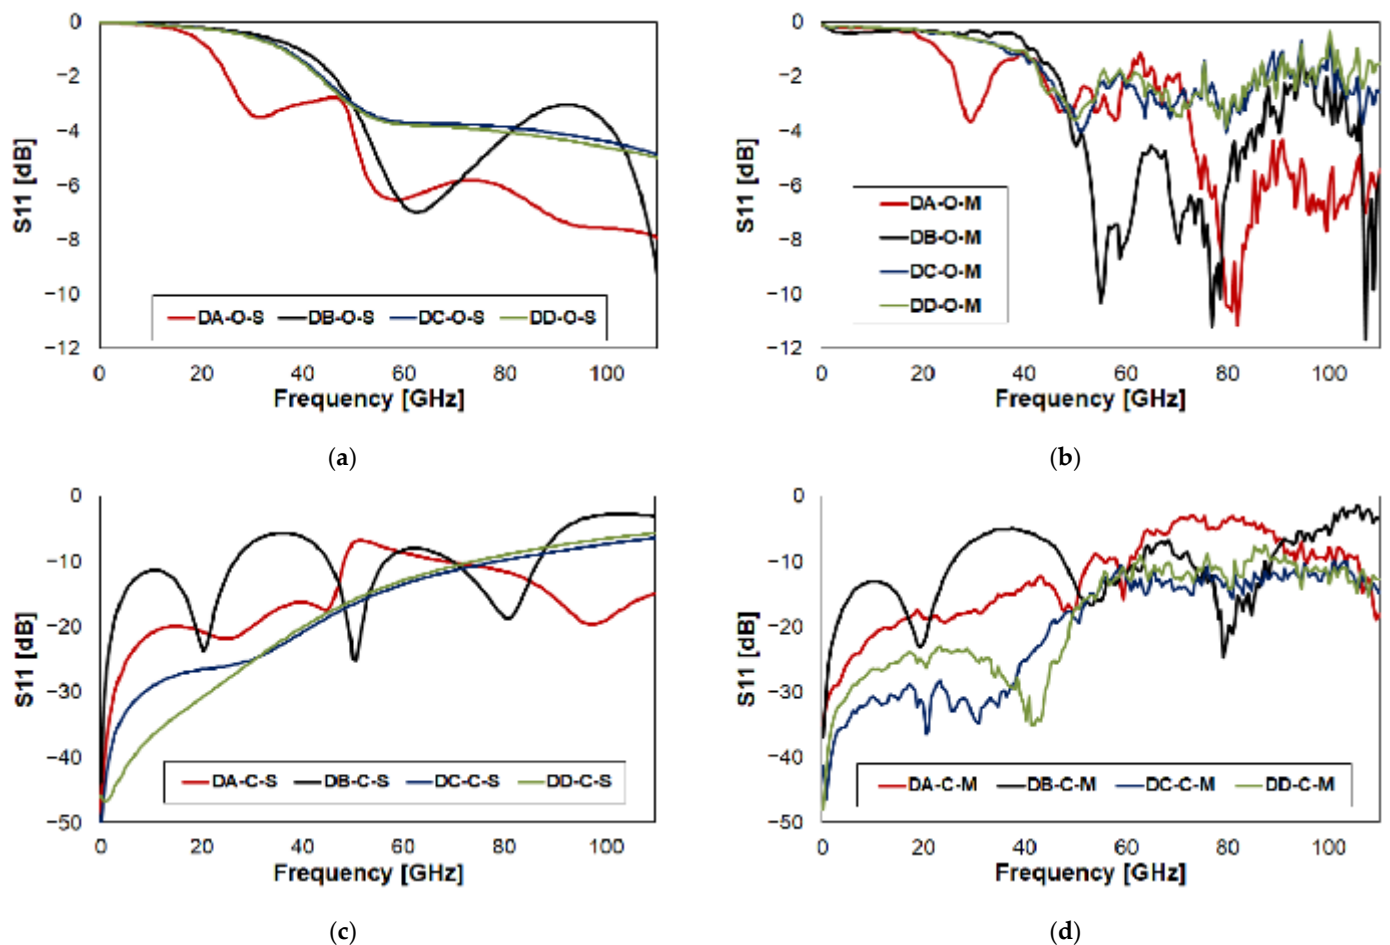 0
−2
−4
−6
−8
−10
−12
S11 [dB]
DA-O-S DB-O-S DC-O-S DD-O-S
0 20 40 60 80 100
Frequency [GHz]
(a)
0
−2
−4
−6
−8
−10
−12
S11 [dB]
DA-O-M
DB-O-M
DC-O-M
DD-O-M
0 20 40 60 80 100
Frequency [GHz]
(b)
0
−10
−20
−30
−40
−50
S11 [dB]
DA-C-S DB-C-S DC-C-S DD-C-S
0 20 40 60 80 100
Frequency [GHz]
(c)
0
−10
−20
−30
−40
−50
S11 [dB]
DA-C-M DB-C-M DC-C-M DD-C-M
0 20 40 60 80 100
Frequency [GHz]
(d)